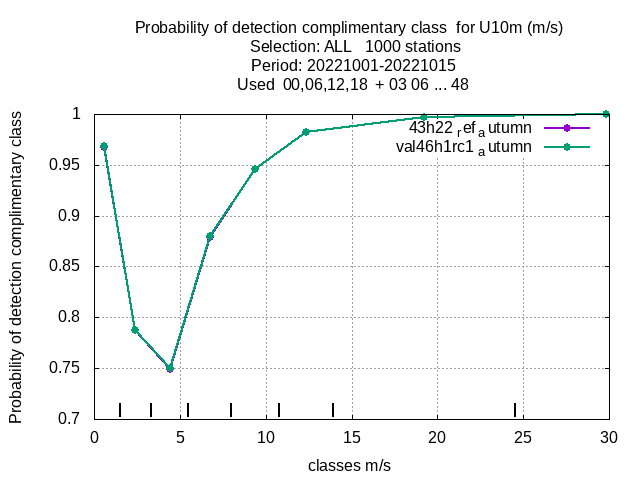 Probability of detection complimentary class  for U10m (m/s)
Selection: ALL   1000 stations
Period: 20221001-20221015
Used  00,06,12,18  + 03 06 ... 48
Probability of detection complimentary class
1
0.95
0.9
0.85
0.8
0.75
0.7
43h22 refa utumn
val46h1rc1 a utumn
0 5 10 15 20 25 30
classes m/s